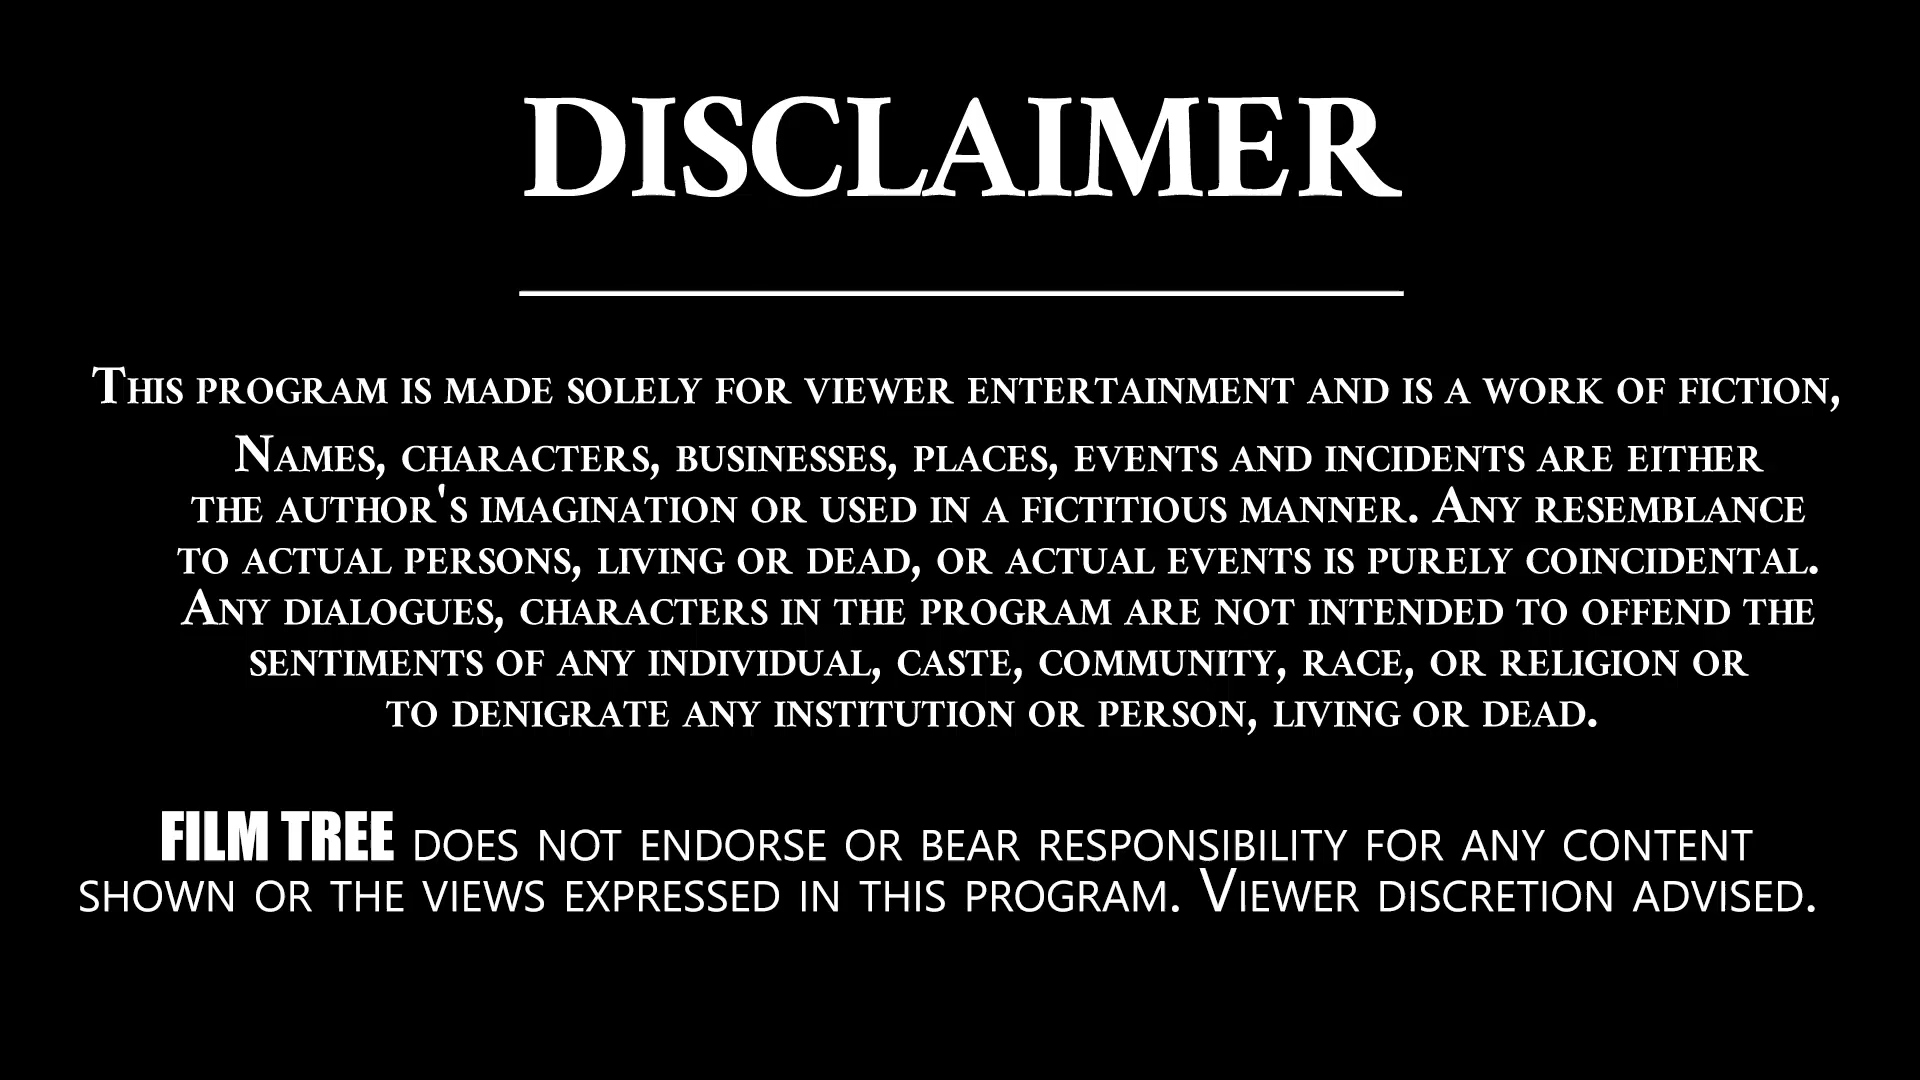 DISCLAIMER
This program is made solely for viewer entertainment and is a work of fiction,
Names, characters, businesses, places, events and incidents are either
the author's imagination or used in a fictitious manner. Any resemblance
to actual persons, living or dead, or actual events is purely coincidental.
Any dialogues, characters in the program are not intended to offend the
sentiments of any individual, caste, community, race, or religion or
to denigrate any institution or person, living or dead.
FILM TREE does not endorse or bear responsibility for any content
shown or the views expressed in this program. Viewer discretion advised.